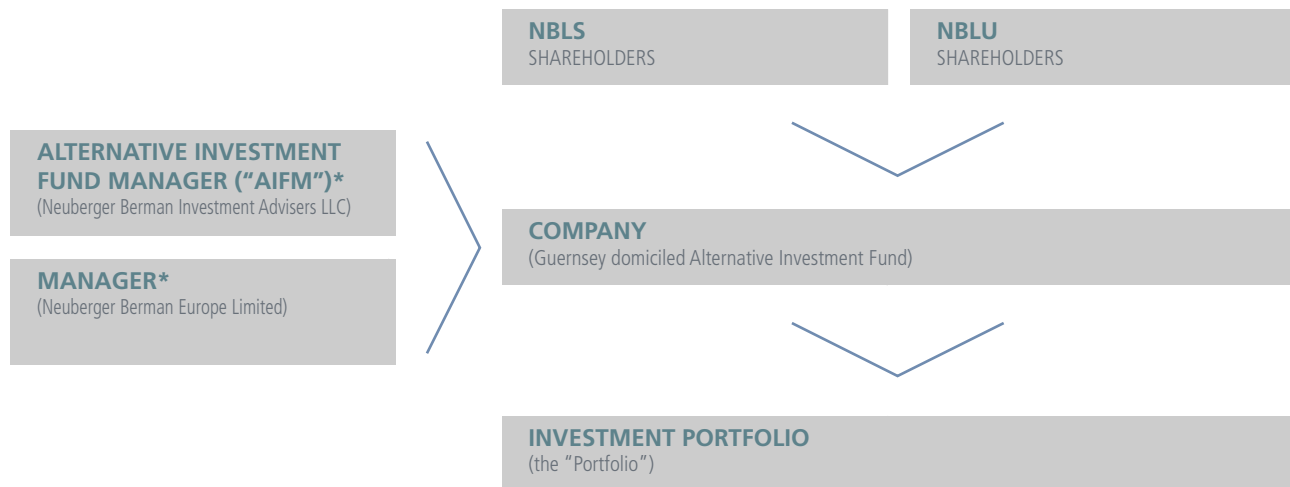 NBLS
SHAREHOLDERS
NBLU
SHAREHOLDERS
ALTERNATIVE INVESTMENT
FUND MANAGER (“AIFM”)*
(Neuberger Berman Investment Advisers LLC)
MANAGER*
(Neuberger Berman Europe Limited)
COMPANY
(Guernsey domiciled Alternative Investment Fund)
INVESTMENT PORTFOLIO
(the “Portfolio”)